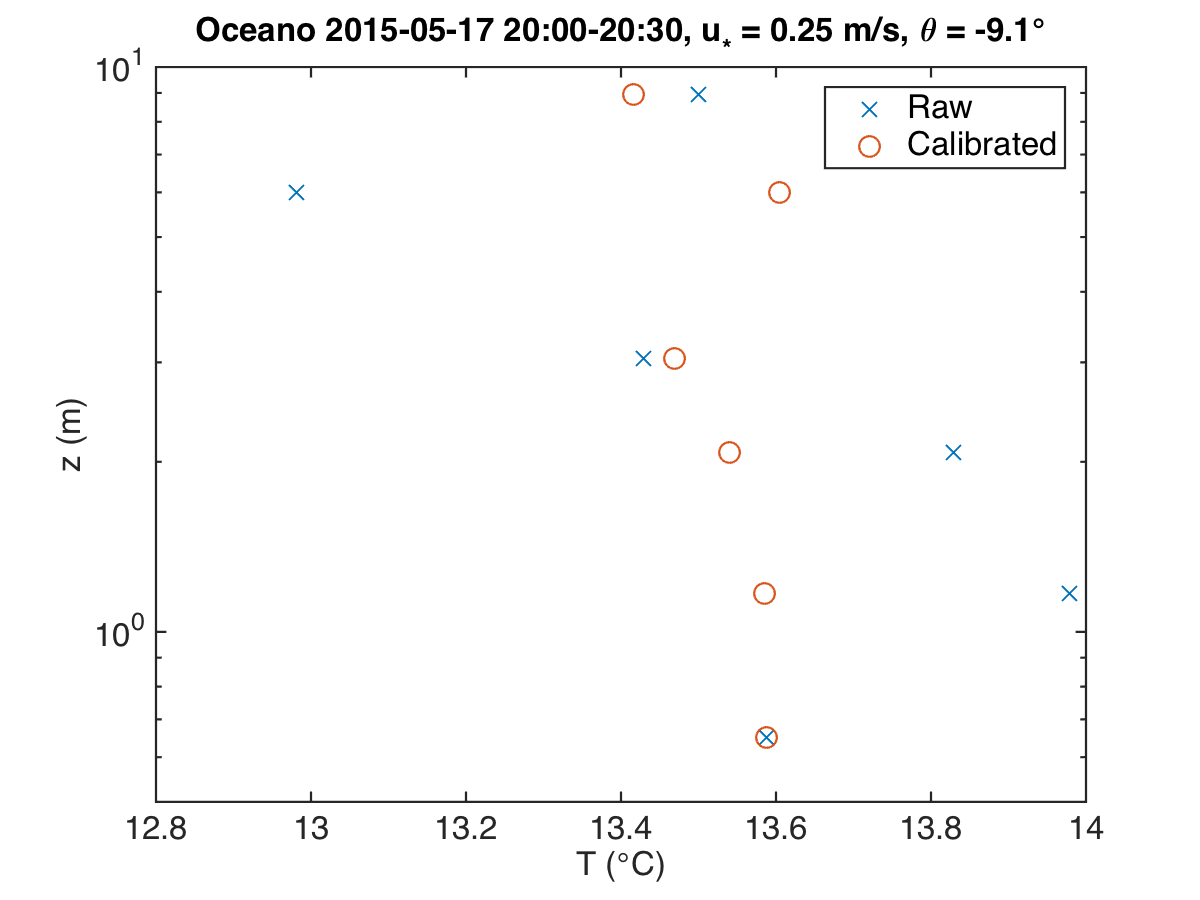 Oceano 2015-05-17 20:00-20:30, u* = 0.25 m/s, θ = -9.1°
10¹
Raw
Calibrated
z (m)
10⁰
12.8 13 13.2 13.4 13.6 13.8 14
T (°C)